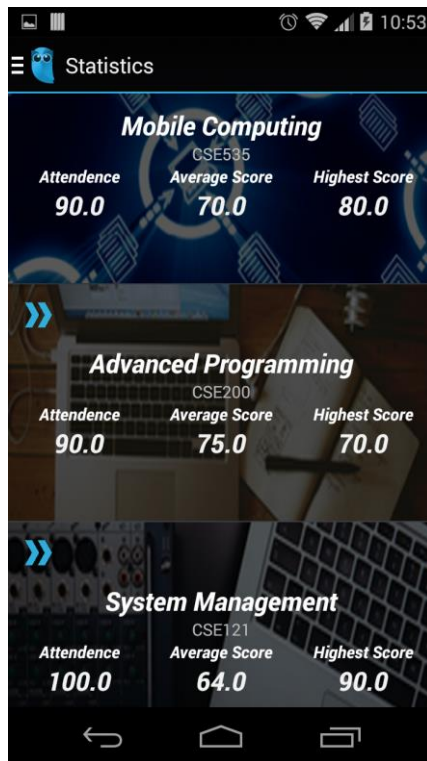 10:53
Statistics
Mobile Computing
CSE535
Attendence Average Score Highest Score
90.0 70.0 80.0
Advanced Programming
CSE200
Attendence Average Score Highest Score
90.0 75.0 70.0
System Management
CSE121
Attendence Average Score Highest Score
100.0 64.0 90.0